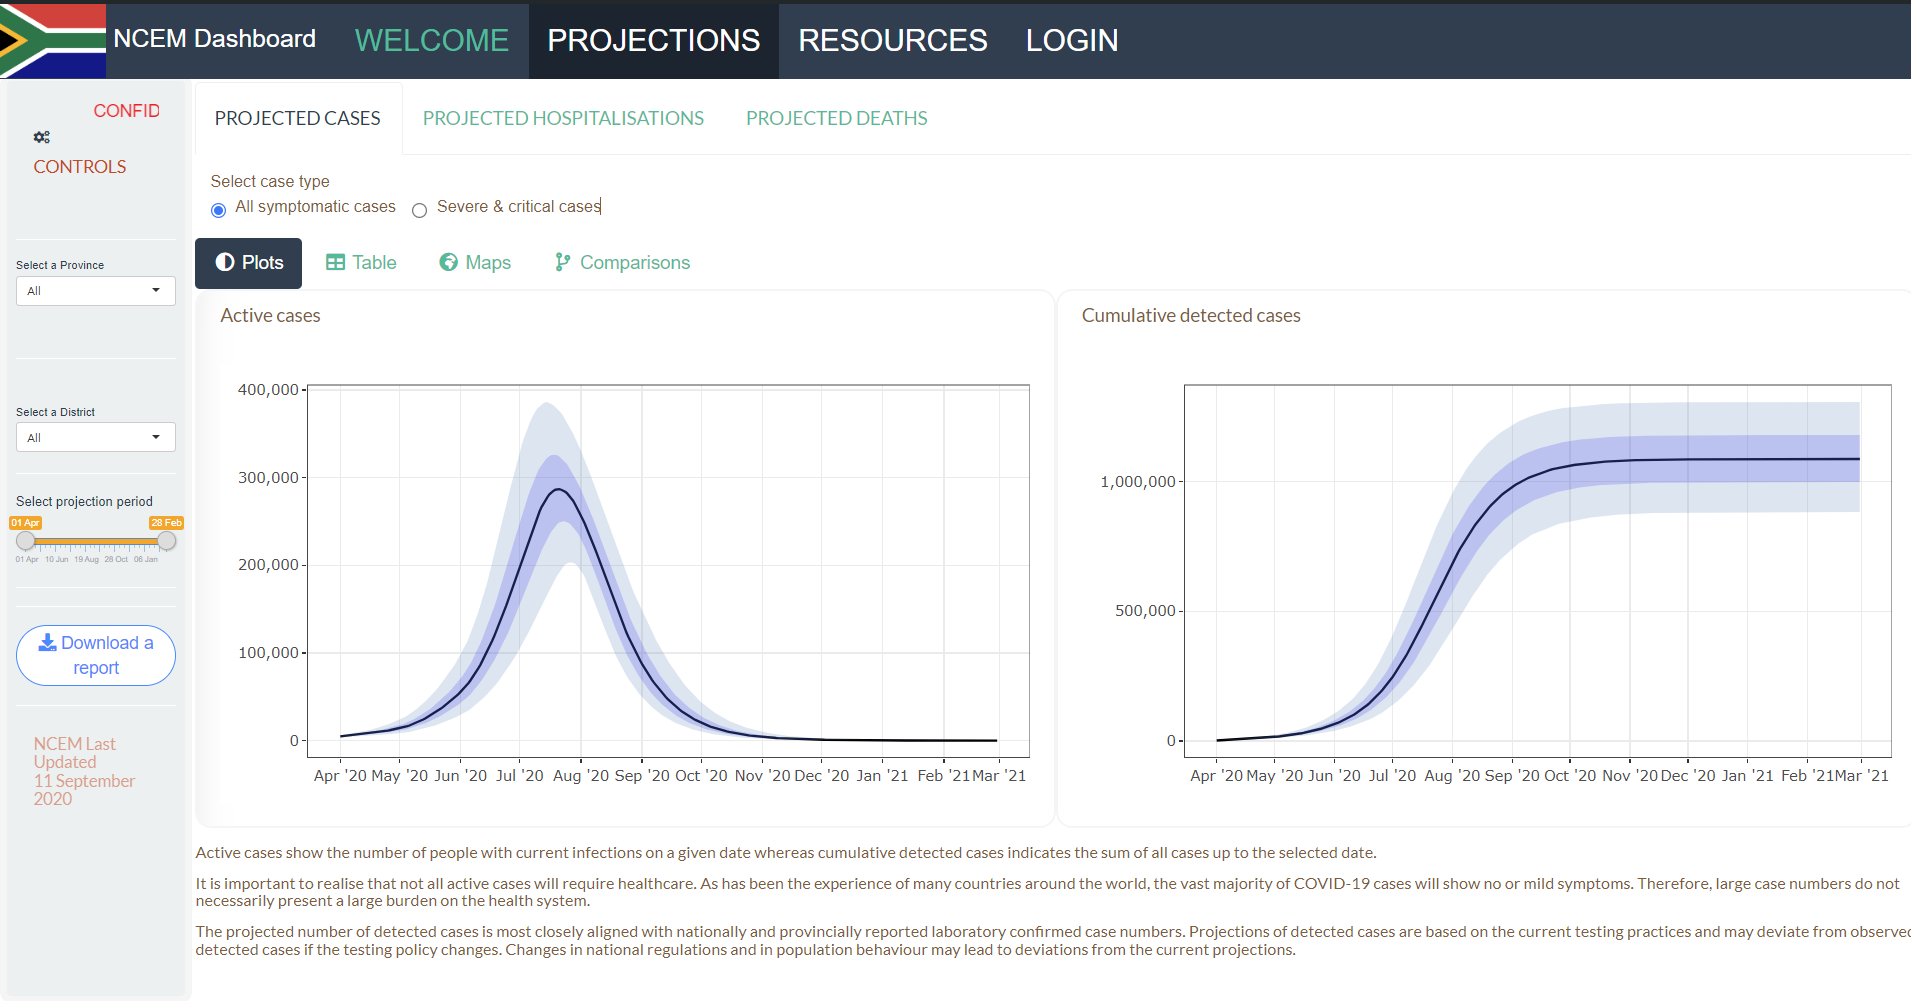 NCEM Dashboard WELCOME PROJECTIONS RESOURCES LOGIN
CONFID
CONTROLS
Select a Province
All
Select a District
All
Select projection period
01 Apr 28 Feb
01 Apr 10 Jun 19 Aug 28 Oct 06 Jan
Download a
report
NCEM Last
Updated
11 September
2020
PROJECTED CASES PROJECTED HOSPITALISATIONS PROJECTED DEATHS
Select case type
All symptomatic cases Severe & critical cases
Plots Table Maps Comparisons
Active cases
400,000
300,000
200,000
100,000
0
Apr '20 May '20 Jun '20 Jul '20 Aug '20 Sep '20 Oct '20 Nov '20 Dec '20 Jan '21 Feb '21 Mar '21
Cumulative detected cases
1,000,000
500,000
0
Apr '20 May '20 Jun '20 Jul '20 Aug '20 Sep '20 Oct '20 Nov '20 Dec '20 Jan '21 Feb '21 Mar '21
Active cases show the number of people with current infections on a given date whereas cumulative detected cases indicates the sum of all cases up to the selected date.
It is important to realise that not all active cases will require healthcare. As has been the experience of many countries around the world, the vast majority of COVID-19 cases will show no or mild symptoms. Therefore, large case numbers do not
necessarily present a large burden on the health system.
The projected number of detected cases is most closely aligned with nationally and provincially reported laboratory confirmed case numbers. Projections of detected cases are based on the current testing practices and may deviate from observed
detected cases if the testing policy changes. Changes in national regulations and in population behaviour may lead to deviations from the current projections.